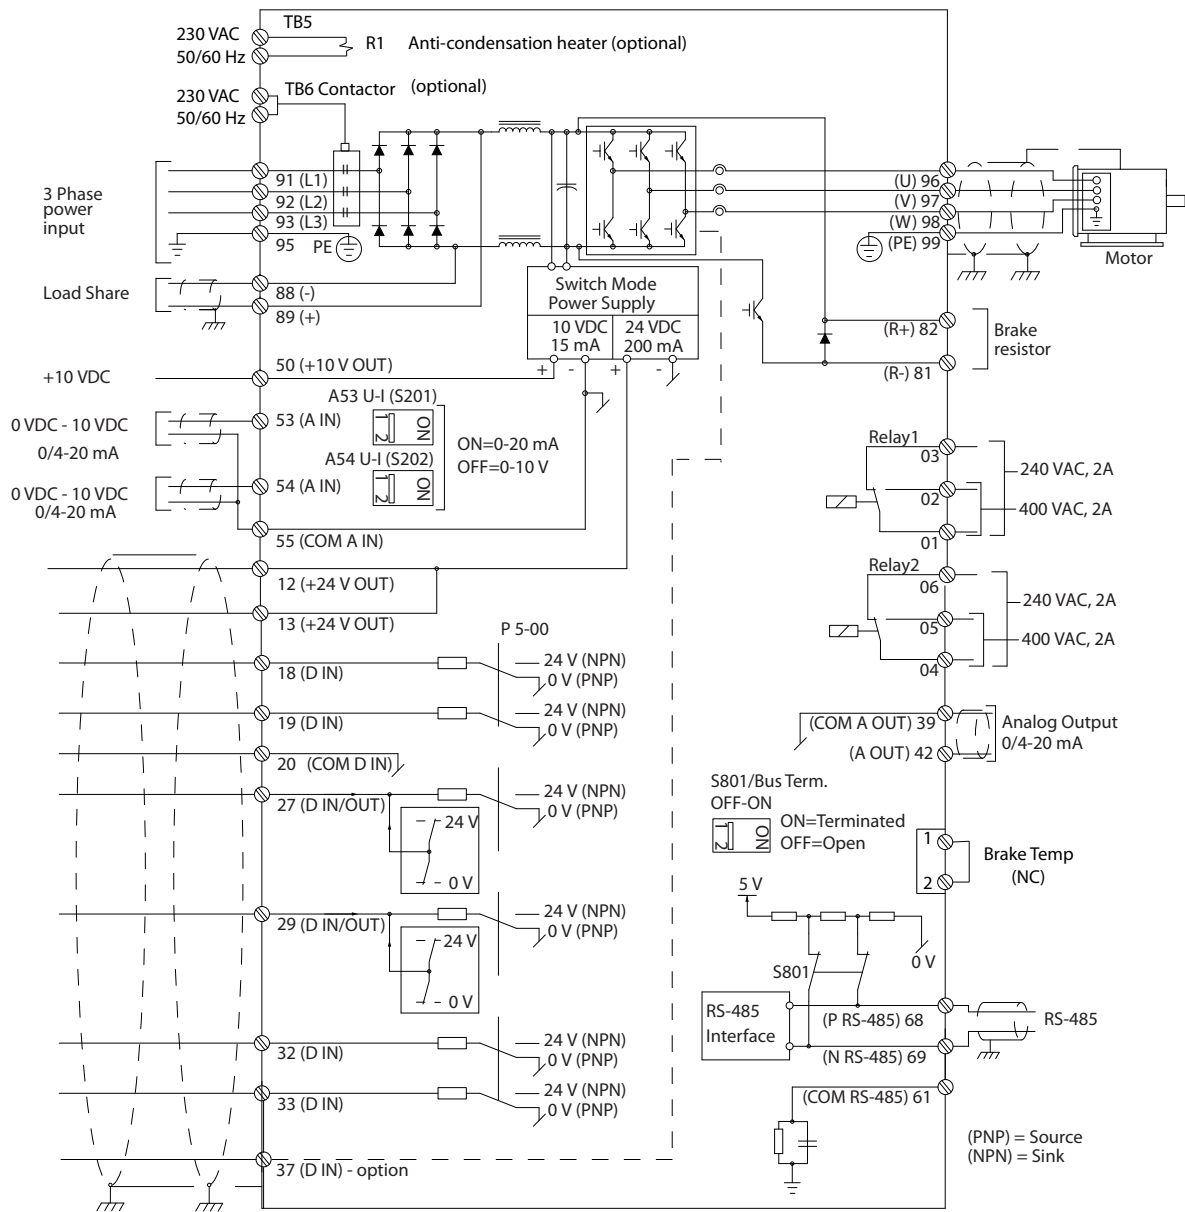 TB5
230 VAC
50/60 Hz
R1
Anti-condensation heater (optional)
TB6 Contactor (optional)
230 VAC
50/60 Hz
3 Phase
power
input
91 (L1)
92 (L2)
93 (L3)
95
PE
(U) 96
(V) 97
(W) 98
(PE) 99
Motor
Load Share
88 (-)
89 (+)
Switch Mode
Power Supply
10 VDC
15 mA
24 VDC
200 mA
+ - + -
(R+) 82
(R-) 81
Brake
resistor
+10 VDC
50 (+10 V OUT)
0 VDC - 10 VDC
0/4-20 mA
53 (A IN)
A53 U-I (S201)
1 2
ON
ON=0-20 mA
OFF=0-10 V
0 VDC - 10 VDC
0/4-20 mA
54 (A IN)
A54 U-I (S202)
1 2
ON
55 (COM A IN)
12 (+24 V OUT)
13 (+24 V OUT)
Relay1
03
02
01
240 VAC, 2A
400 VAC, 2A
Relay2
06
05
04
240 VAC, 2A
400 VAC, 2A
P 5-00
18 (D IN)
24 V (NPN)
0 V (PNP)
19 (D IN)
24 V (NPN)
0 V (PNP)
20 (COM D IN)
27 (D IN/OUT)
24 V (NPN)
0 V (PNP)
24 V
0 V
29 (D IN/OUT)
24 V (NPN)
0 V (PNP)
24 V
0 V
32 (D IN)
24 V (NPN)
0 V (PNP)
33 (D IN)
24 V (NPN)
0 V (PNP)
37 (D IN) - option
(COM A OUT) 39
(A OUT) 42
Analog Output
0/4-20 mA
S801/Bus Term.
OFF-ON
1 2
ON
ON=Terminated
OFF=Open
1
2
Brake Temp
(NC)
5 V
0 V
S801
RS-485
Interface
(P RS-485) 68
(N RS-485) 69
RS-485
(COM RS-485) 61
(PNP) = Source
(NPN) = Sink